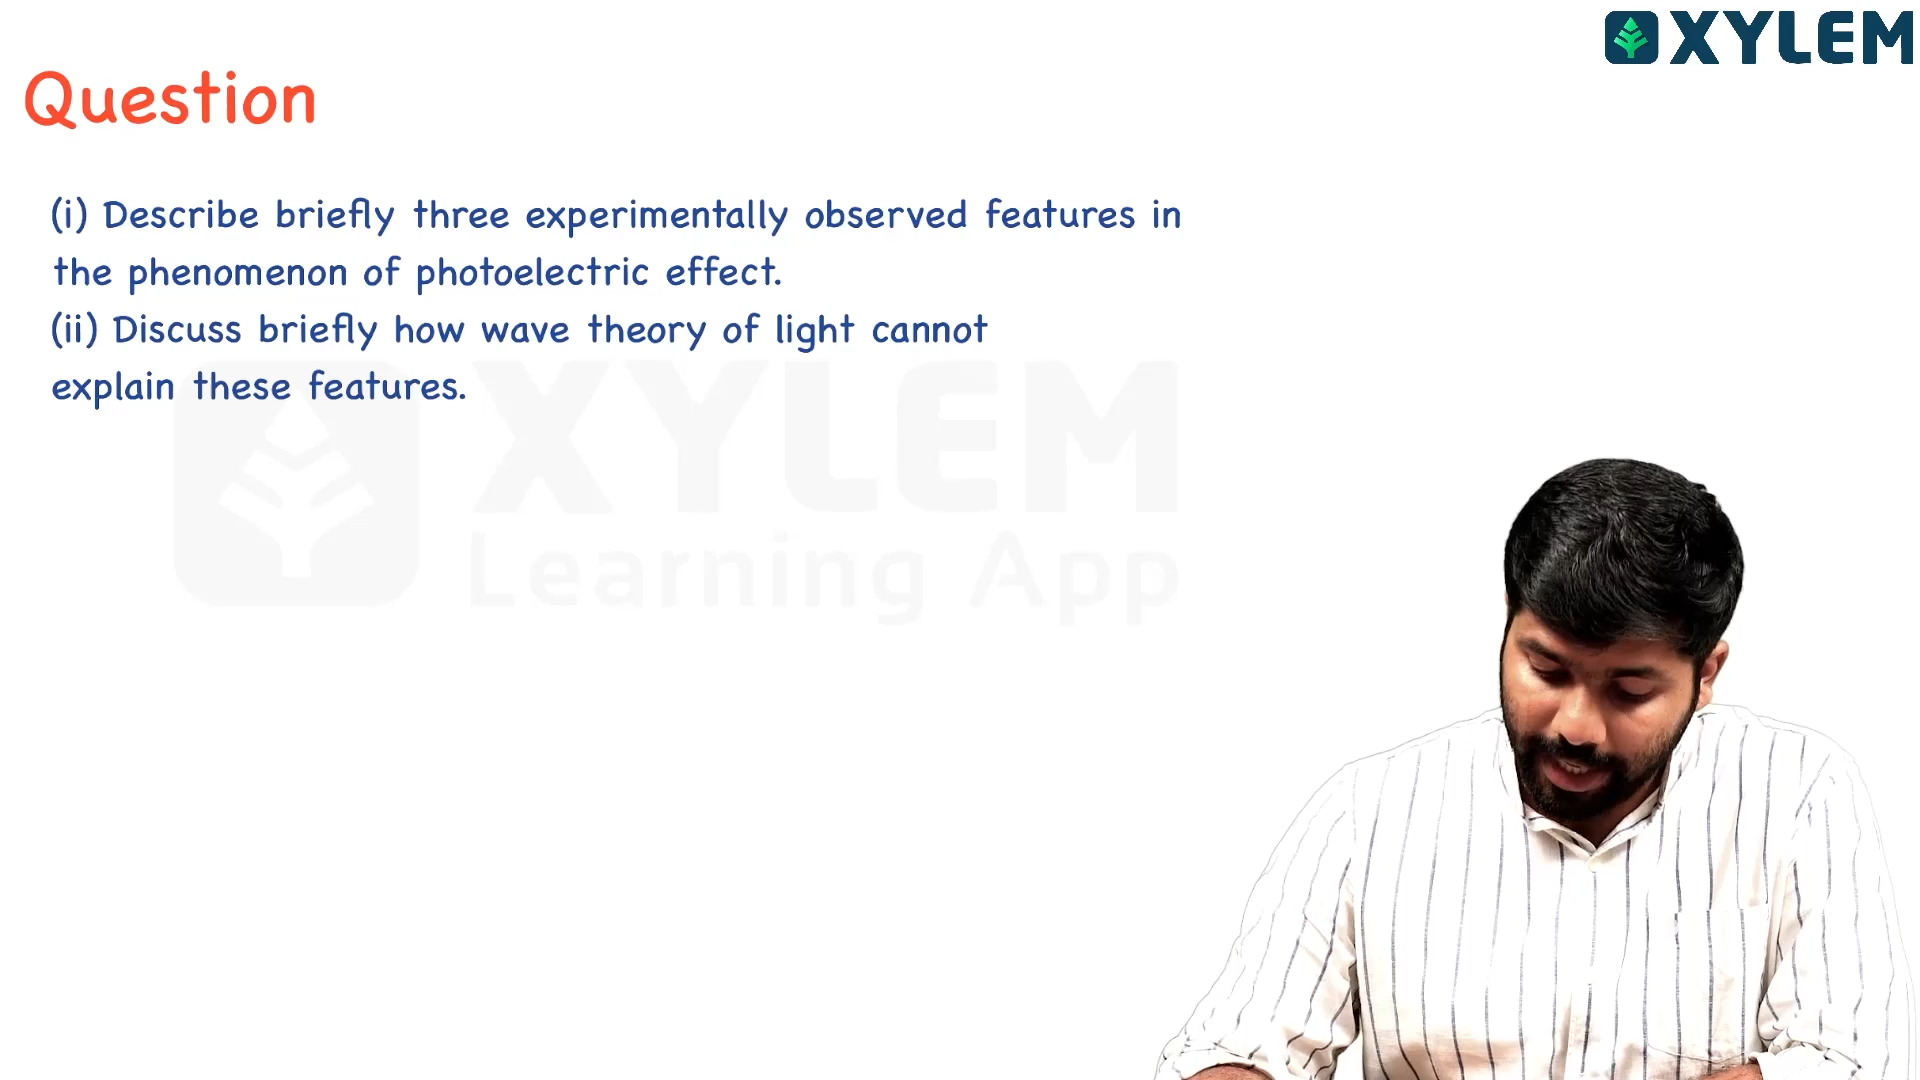 XYLEM
Question
(i) Describe briefly three experimentally observed features in
the phenomenon of photoelectric effect.
(ii) Discuss briefly how wave theory of light cannot
explain these features.
XYLEM
Learning App